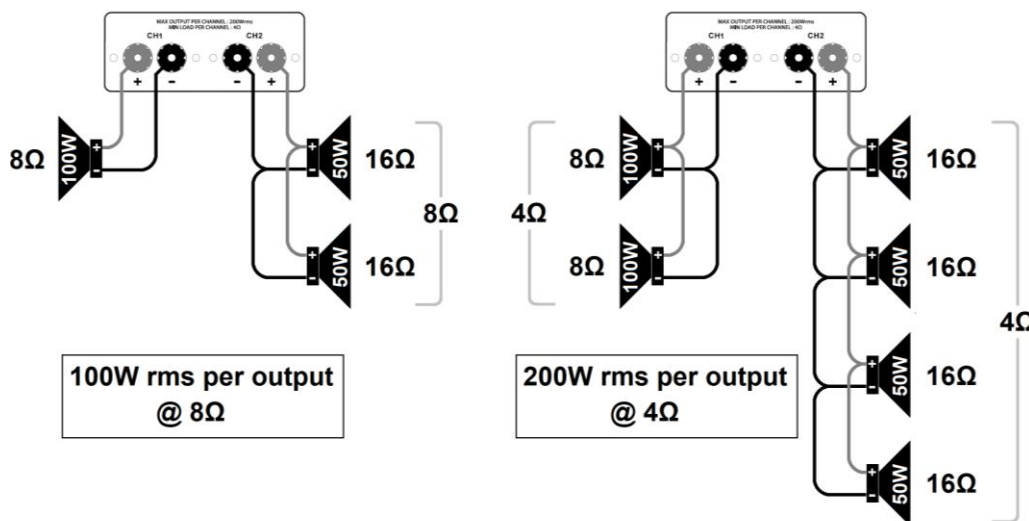 MAX OUTPUT PER CHANNEL : 200Wrms
MIN LOAD PER CHANNEL : 4Ω
CH1
CH2
+
-
-
+
8Ω
100W
+
-
+
-
50W
16Ω
8Ω
+
-
50W
16Ω
100W rms per output
@ 8Ω
MAX OUTPUT PER CHANNEL : 200Wrms
MIN LOAD PER CHANNEL : 4Ω
CH1
CH2
+
-
-
+
8Ω
100W
+
-
4Ω
8Ω
100W
+
-
+
-
50W
16Ω
+
-
50W
16Ω
4Ω
+
-
50W
16Ω
+
-
50W
16Ω
200W rms per output
@ 4Ω